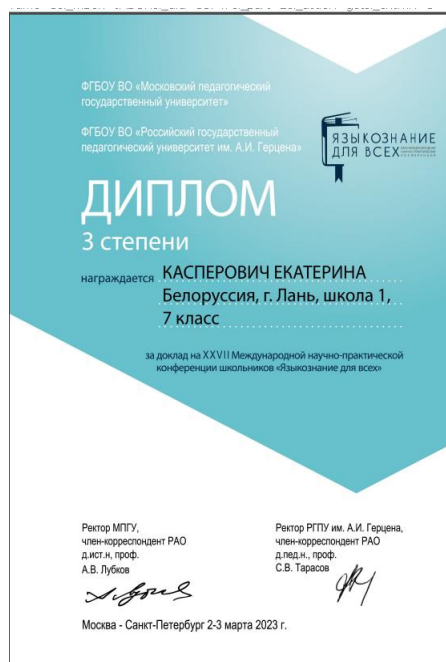 ФГБОУ ВО «Московский педагогический
государственный университет»
ФГБОУ ВО «Российский государственный
педагогический университет им. А.И. Герцена»
ЯЗЫКОЗНАНИЕ
ДЛЯ ВСЕХ
ДИПЛОМ
3 степени
награждается КАСПЕРОВИЧ ЕКАТЕРИНА
Белоруссия, г. Лань, школа 1,
7 класс
за доклад на XXVII Международной научно-практической
конференции школьников «Языкознание для всех»
Ректор МПГУ,
член-корреспондент РАО
д.ист.н, проф.
А.В. Лубков
Ректор РГПУ им. А.И. Герцена,
член-корреспондент РАО
д.пед.н., проф.
С.В. Тарасов
Москва - Санкт-Петербург 2-3 марта 2023 г.